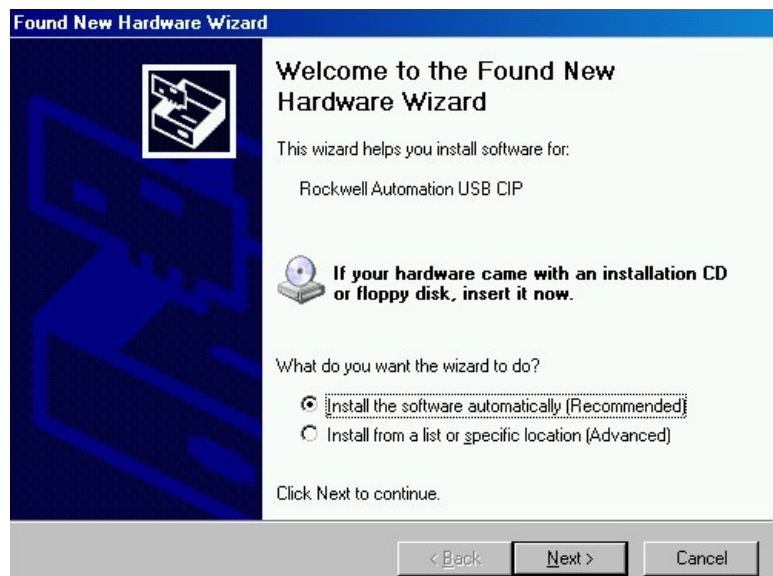 Found New Hardware Wizard
Welcome to the Found New
Hardware Wizard
This wizard helps you install software for:
Rockwell Automation USB CIP
If your hardware came with an installation CD
or floppy disk, insert it now.
What do you want the wizard to do?
Install the software automatically (Recommended)
Install from a list or specific location (Advanced)
Click Next to continue.
< Back Next > Cancel